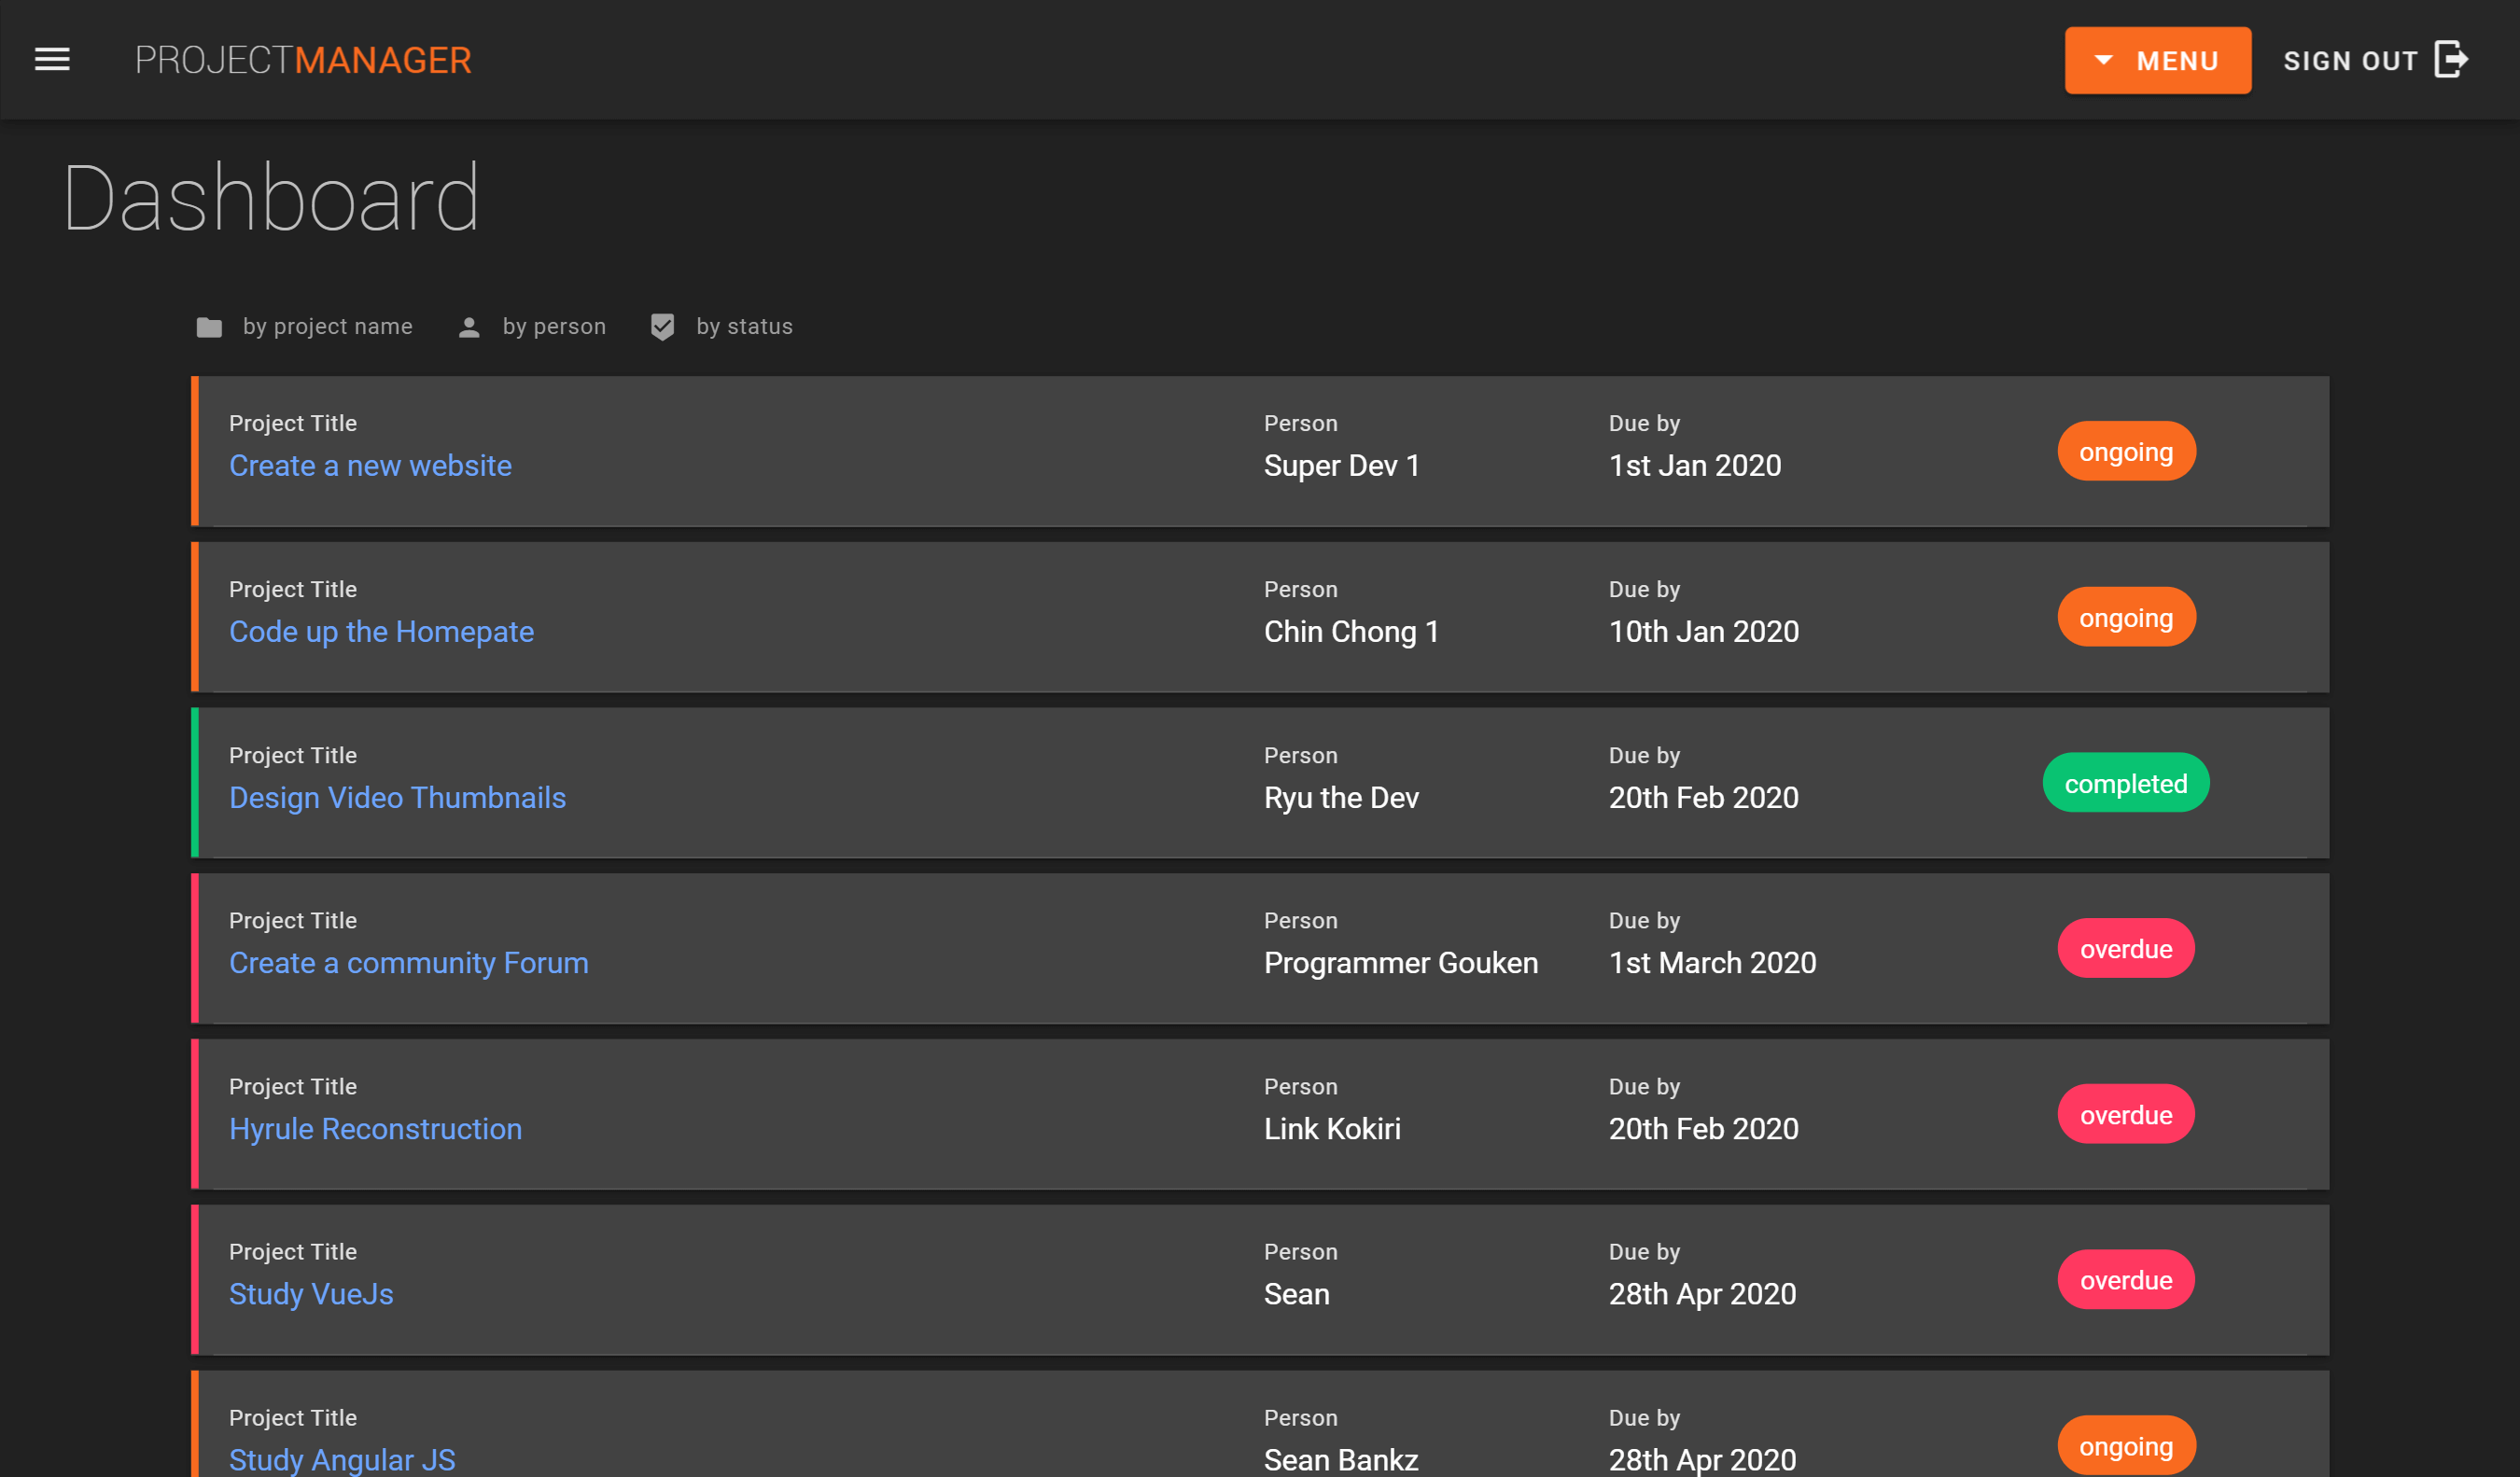 PROJECTMANAGER MENU SIGN OUT
Dashboard
by project name by person by status
Project Title Person Due by
Create a new website Super Dev 1 1st Jan 2020 ongoing
Project Title Person Due by
Code up the Homepate Chin Chong 1 10th Jan 2020 ongoing
Project Title Person Due by
Design Video Thumbnails Ryu the Dev 20th Feb 2020 completed
Project Title Person Due by
Create a community Forum Programmer Gouken 1st March 2020 overdue
Project Title Person Due by
Hyrule Reconstruction Link Kokiri 20th Feb 2020 overdue
Project Title Person Due by
Study VueJs Sean 28th Apr 2020 overdue
Project Title Person Due by
Study Angular JS Sean Bankz 28th Apr 2020 ongoing